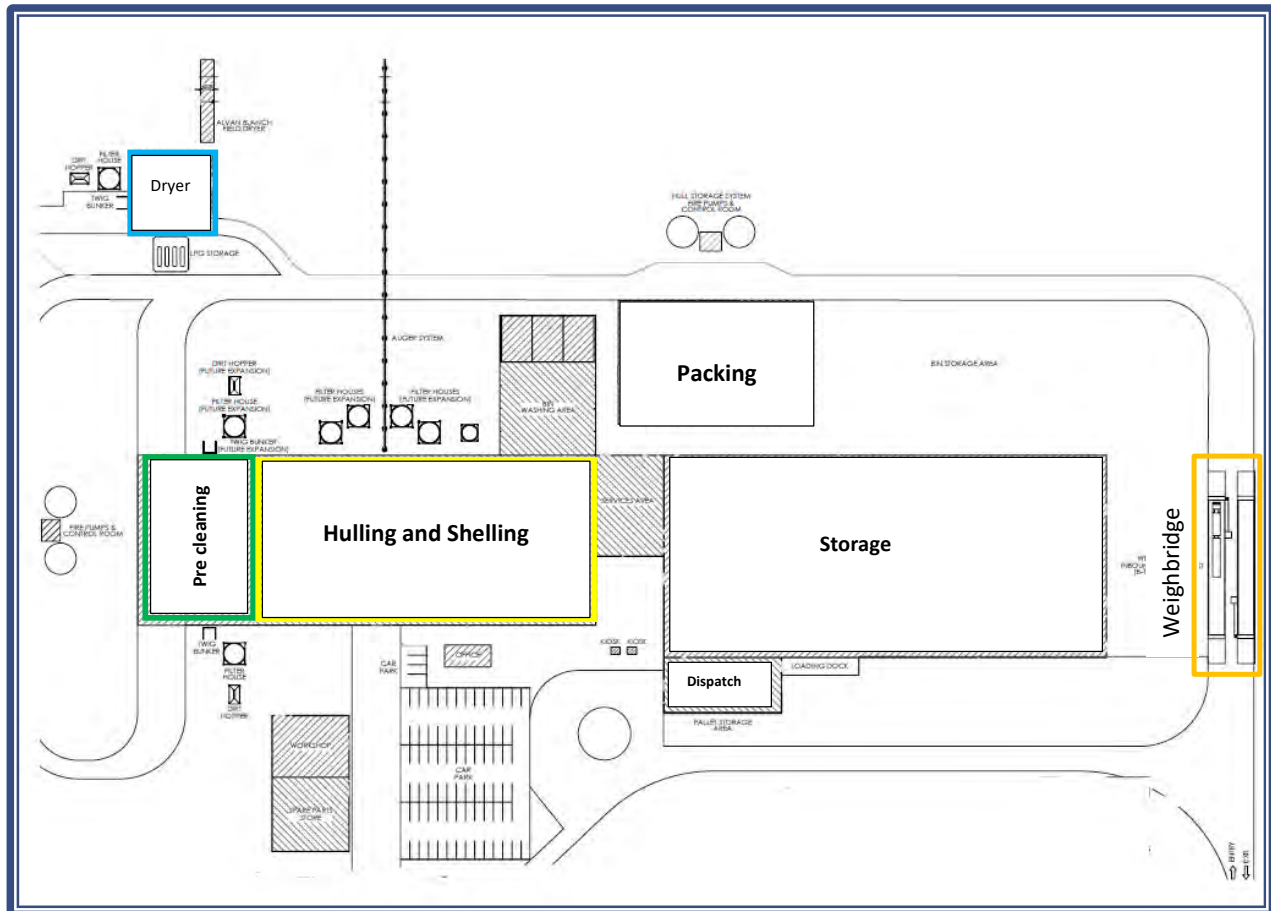 ALVAN BLANCH
FIELD DRYER
DIRT
HOPPER
FILTER
HOUSE
Dryer
TWIG
BUNKER
LPG STORAGE
HULL STORAGE SYSTEM
FIRE PUMPS &
CONTROL ROOM
AUGER SYSTEM
DIRT HOPPER
(FUTURE EXPANSION)
FILTER HOUSE
(FUTURE EXPANSION)
TWIG BUNKER
(FUTURE EXPANSION)
FILTER HOUSES
(FUTURE EXPANSION)
FILTER HOUSES
(FUTURE EXPANSION)
BIN
WASHING AREA
Packing
BIN STORAGE AREA
FIRE PUMPS &
CONTROL ROOM
Pre cleaning
Hulling and Shelling
SERVICES AREA
Storage
Weighbridge
TWIG
BUNKER
FILTER
HOUSE
DIRT
HOPPER
CAR
PARK
OFFICE
KIOSK
KIOSK
Dispatch
LOADING DOCK
PALLET STORAGE
AREA
WORKSHOP
SPARE PARTS
STORE
CAR
PARK
ENTRY
EXIT